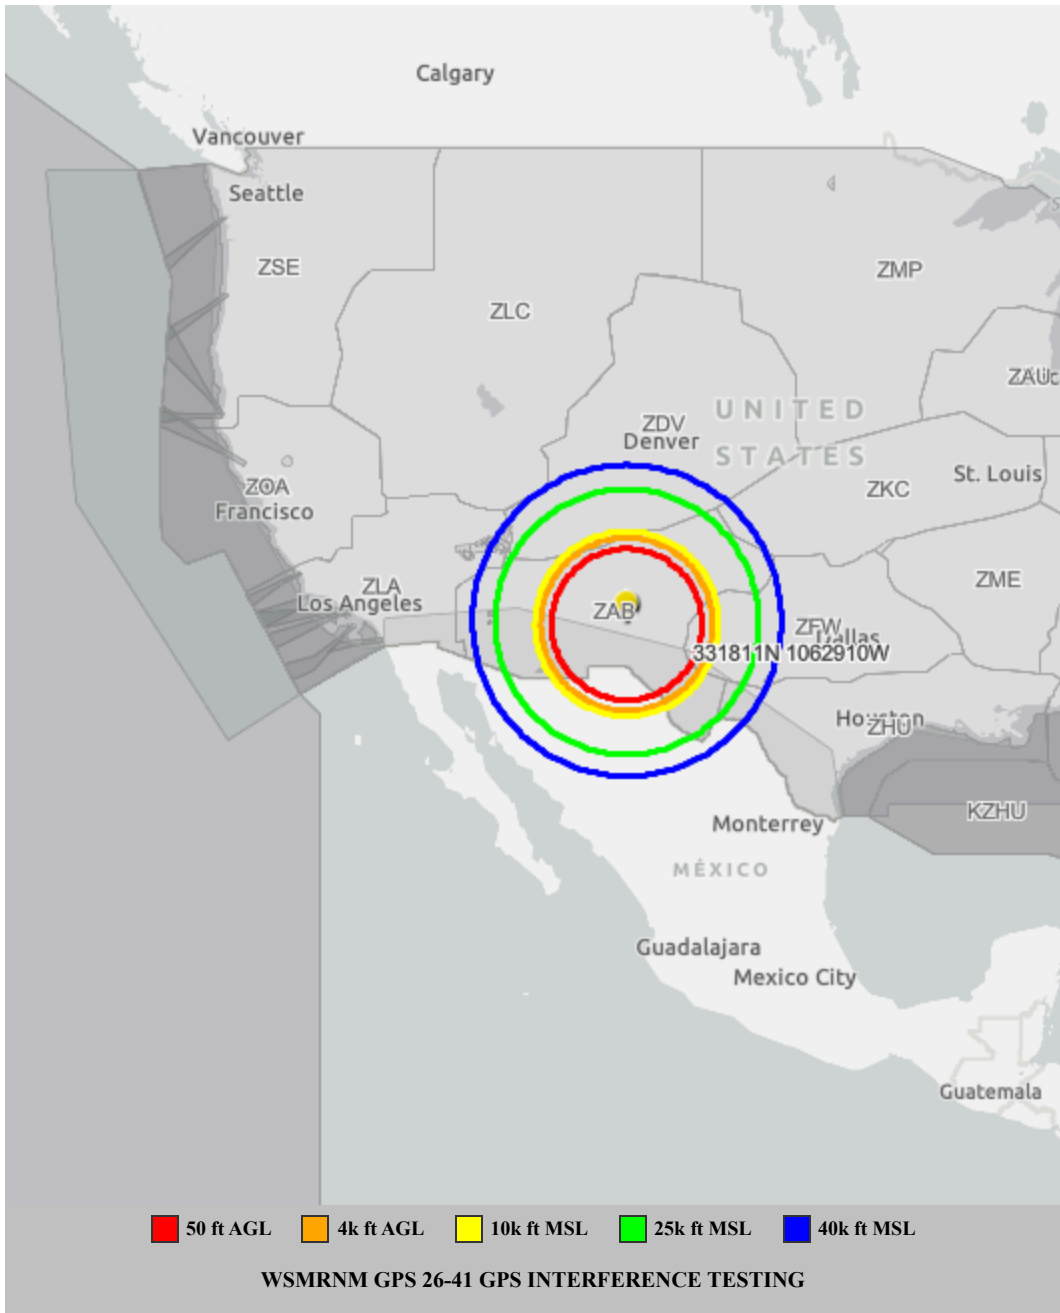 Calgary
Vancouver
Seattle
ZSE
ZMP
ZLC
UNITED
STATES
ZDV
Denver
ZKC
St. Louis
ZOA
Francisco
ZME
ZLA
Los Angeles
ZAB
ZFW
Dallas
331811N 1062910W
Houston
ZHU
KZHU
Monterrey
MÉXICO
Guadalajara
Mexico City
Guatemala
50 ft AGL 4k ft AGL 10k ft MSL 25k ft MSL 40k ft MSL
WSMRNM GPS 26-41 GPS INTERFERENCE TESTING